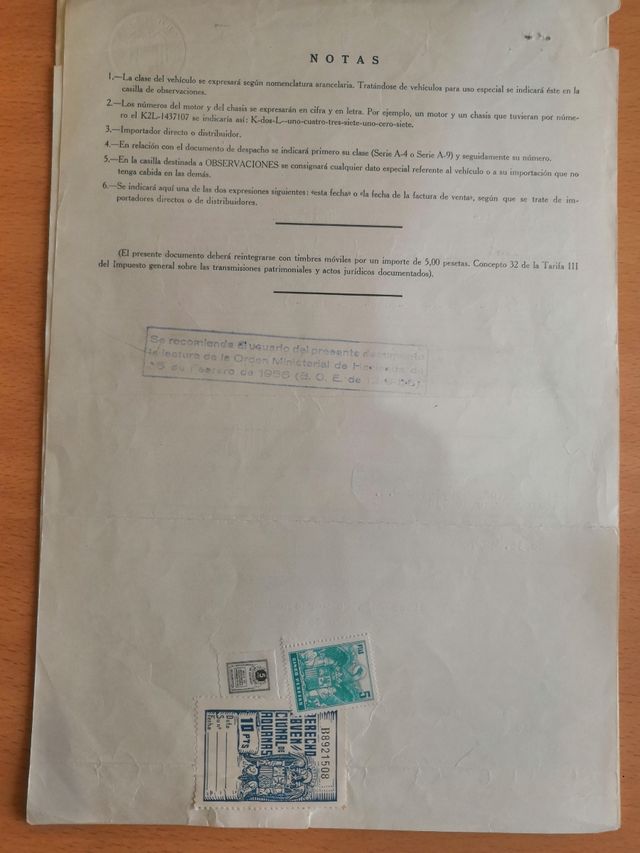 NOTAS
1.—La clase del vehículo se expresará según nomenclatura arancelaria. Tratándose de vehículos para uso especial se indicará éste en la
casilla de observaciones.
2.—Los números del motor y del chasis se expresarán en cifra y en letra. Por ejemplo, un motor y un chasis que tuvieran por núme-
ro el K2L-1437107 se indicaría así: K-dos-L--uno-cuatro-tres-siete-uno-cero-siete.
3.—Importador directo o distribuidor.
4.—En relación con el documento de despacho se indicará primero su clase (Serie A-4 o Serie A-9) y seguidamente su número.
5.—En la casilla destinada a OBSERVACIONES se consignará cualquier dato especial referente al vehículo o a su importación que no
tenga cabida en las demás.
6.—Se indicará aquí una de las dos expresiones siguientes: «esta fecha» o «la fecha de la factura de venta», según que se trate de im-
portadores directos o de distribuidores.
(El presente documento deberá reintegrarse con timbres móviles por un importe de 5,00 pesetas. Concepto 32 de la Tarifa III
del Impuesto general sobre las transmisiones patrimoniales y actos jurídicos documentados).
Se recomienda al usuario del presente documento
la lectura de la Orden Ministerial de Hacienda de
de Febrero de 1966 (B. O. E. de
5
5 PTAS
DERECHO
CIONAL DE
ADUANAS
10 PTS
B8921508